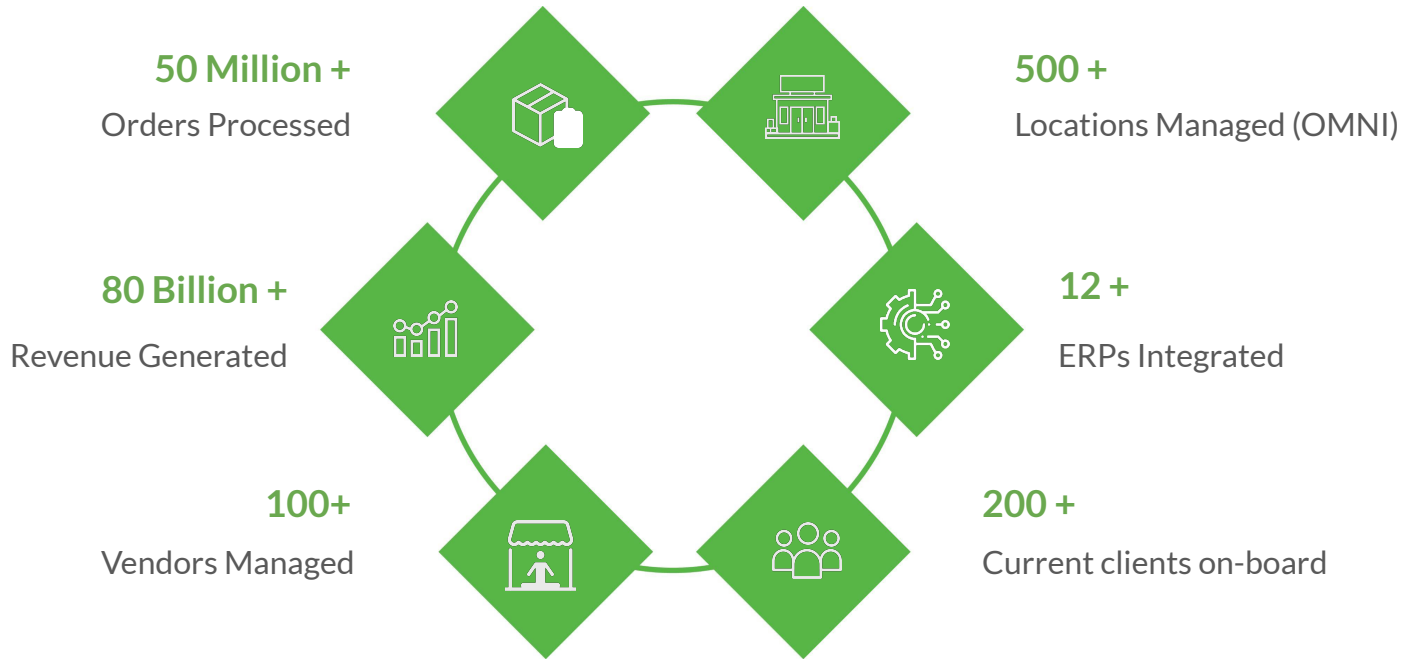 50 Million +
Orders Processed
500 +
Locations Managed (OMNI)
80 Billion +
Revenue Generated
12 +
ERPs Integrated
100+
Vendors Managed
200 +
Current clients on-board